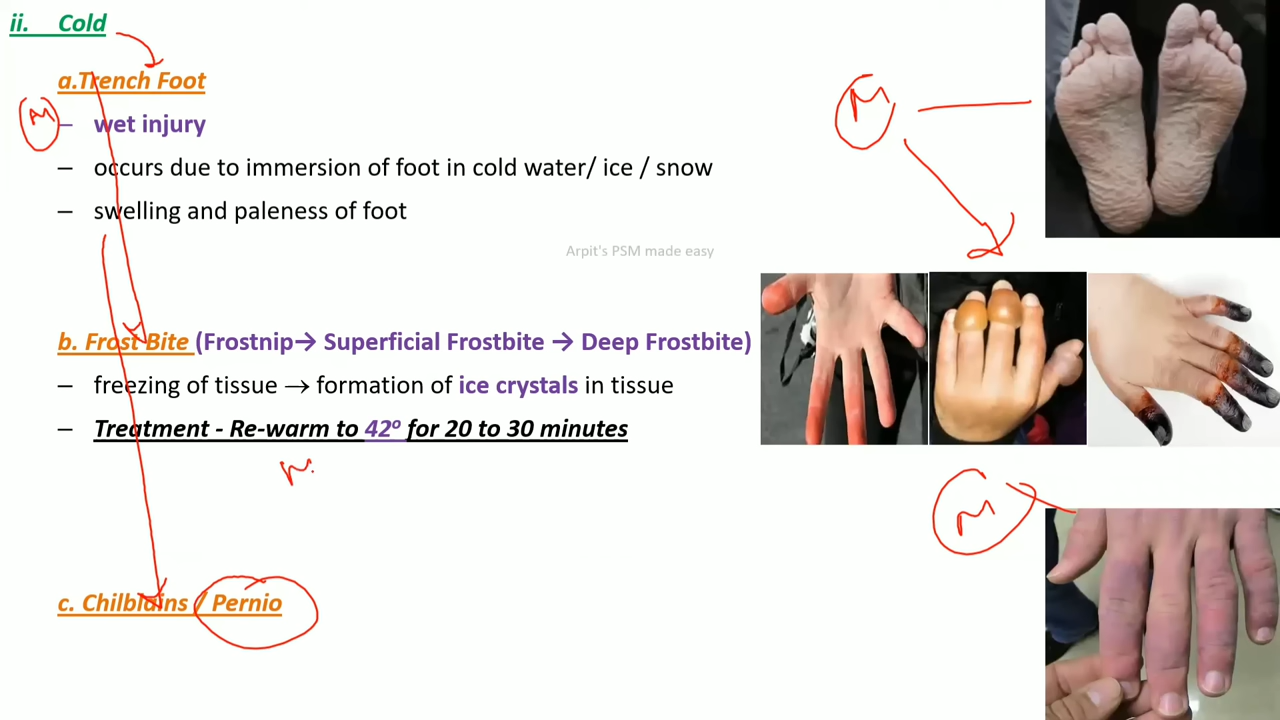 ii. Cold
a.Trench Foot
M
– wet injury
M
– occurs due to immersion of foot in cold water/ ice / snow
– swelling and paleness of foot
Arpit's PSM made easy
b. Frost Bite (Frostnip→ Superficial Frostbite → Deep Frostbite)
– freezing of tissue → formation of ice crystals in tissue
– Treatment - Re-warm to 42º for 20 to 30 minutes
M
M
c. Chilblains / Pernio